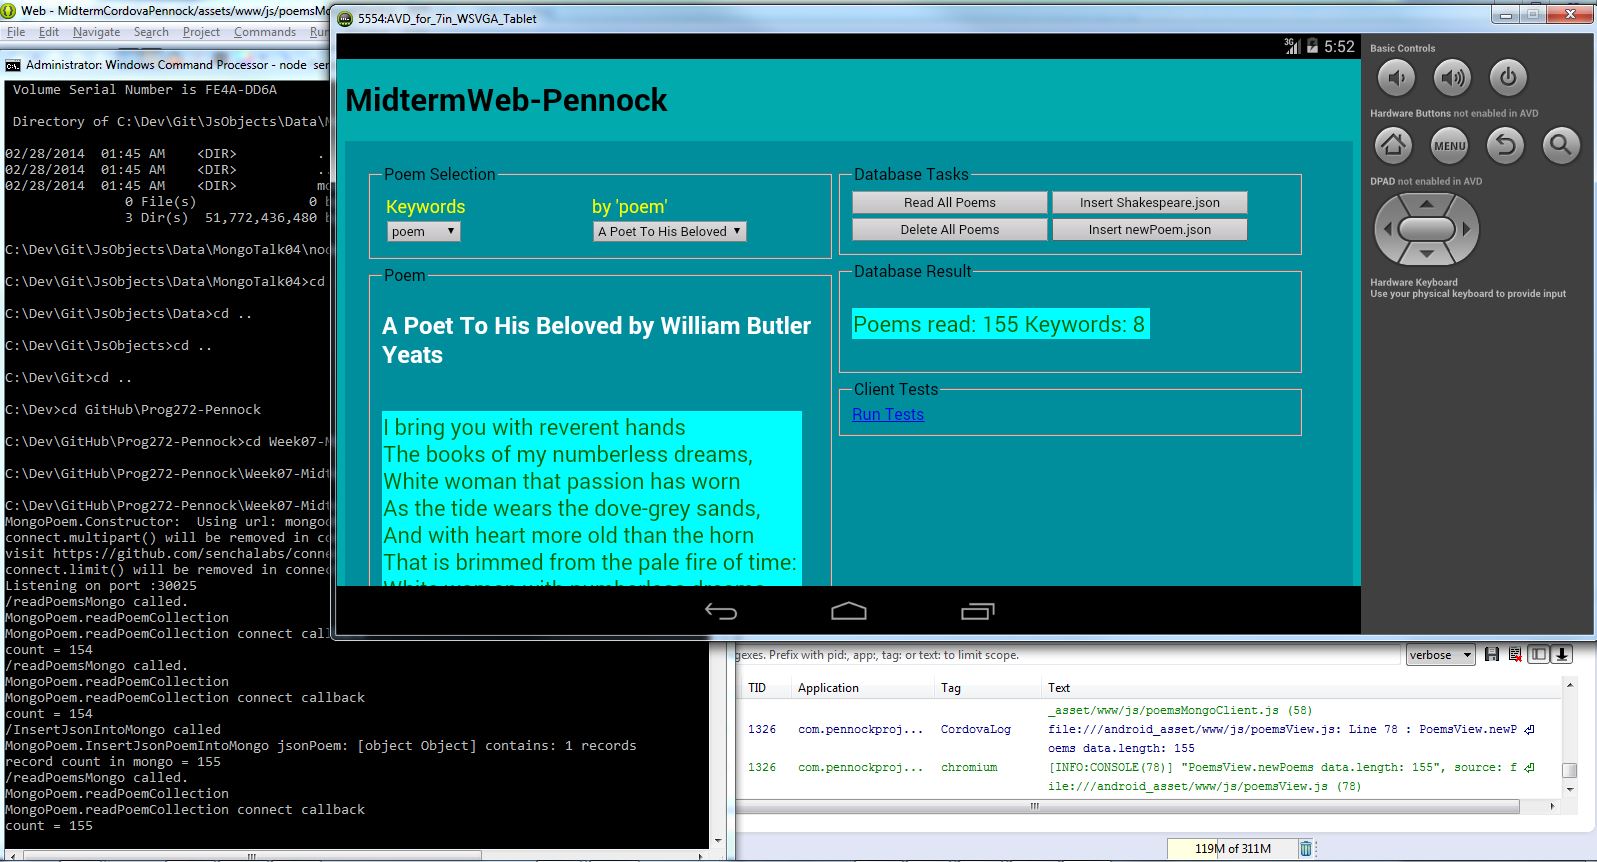 Web - MidtermCordovaPennock/assets/www/js/poemsMo
File Edit Navigate Search Project Commands Run
Administrator: Windows Command Processor - node ser
Volume Serial Number is FE4A-DD6A
Directory of C:\Dev\Git\JsObjects\Data\M
02/28/2014 01:45 AM <DIR> .
02/28/2014 01:45 AM <DIR> ..
02/28/2014 01:45 AM <DIR> mo
0 File(s) 0 b
3 Dir(s) 51,772,436,480 b
C:\Dev\Git\JsObjects\Data\MongoTalk04\nod
C:\Dev\Git\JsObjects\Data\MongoTalk04>cd
C:\Dev\Git\JsObjects\Data>cd ..
C:\Dev\Git\JsObjects>cd ..
C:\Dev\Git>cd ..
C:\Dev>cd GitHub\Prog272-Pennock
C:\Dev\GitHub\Prog272-Pennock>cd Week07-M
C:\Dev\GitHub\Prog272-Pennock\Week07-Midt
C:\Dev\GitHub\Prog272-Pennock\Week07-Midt
MongoPoem.Constructor: Using url: mongod
connect.multipart() will be removed in co
visit https://github.com/senchalabs/conne
connect.limit() will be removed in connec
Listening on port :30025
/readPoemsMongo called.
MongoPoem.readPoemCollection
MongoPoem.readPoemCollection connect call
count = 154
/readPoemsMongo called.
MongoPoem.readPoemCollection
MongoPoem.readPoemCollection connect callback
count = 154
/InsertJsonIntoMongo called
MongoPoem.InsertJsonPoemIntoMongo jsonPoem: [object Object] contains: 1 records
record count in mongo = 155
/readPoemsMongo called.
MongoPoem.readPoemCollection
MongoPoem.readPoemCollection connect callback
count = 155
5554:AVD_for_7in_WSVGA_Tablet
3G 5:52
MidtermWeb-Pennock
Poem Selection
Keywords by 'poem'
poem A Poet To His Beloved
Poem
A Poet To His Beloved by William Butler
Yeats
I bring you with reverent hands
The books of my numberless dreams,
White woman that passion has worn
As the tide wears the dove-grey sands,
And with heart more old than the horn
That is brimmed from the pale fire of time:
White woman with numberless dreams
Database Tasks
Read All Poems Insert Shakespeare.json
Delete All Poems Insert newPoem.json
Database Result
Poems read: 155 Keywords: 8
Client Tests
Run Tests
Basic Controls
Hardware Buttons not enabled in AVD
MENU
DPAD not enabled in AVD
Hardware Keyboard
Use your physical keyboard to provide input
gexes. Prefix with pid:, app:, tag: or text: to limit scope.
verbose
TID Application Tag Text
_asset/www/js/poemsMongoClient.js (58)
1326 com.pennockproj... CordovaLog file:///android_asset/www/js/poemsView.js: Line 78 : PoemsView.newP
oems data.length: 155
1326 com.pennockproj... chromium [INFO:CONSOLE(78)] "PoemsView.newPoems data.length: 155", source: f
ile:///android_asset/www/js/poemsView.js (78)
119M of 311M